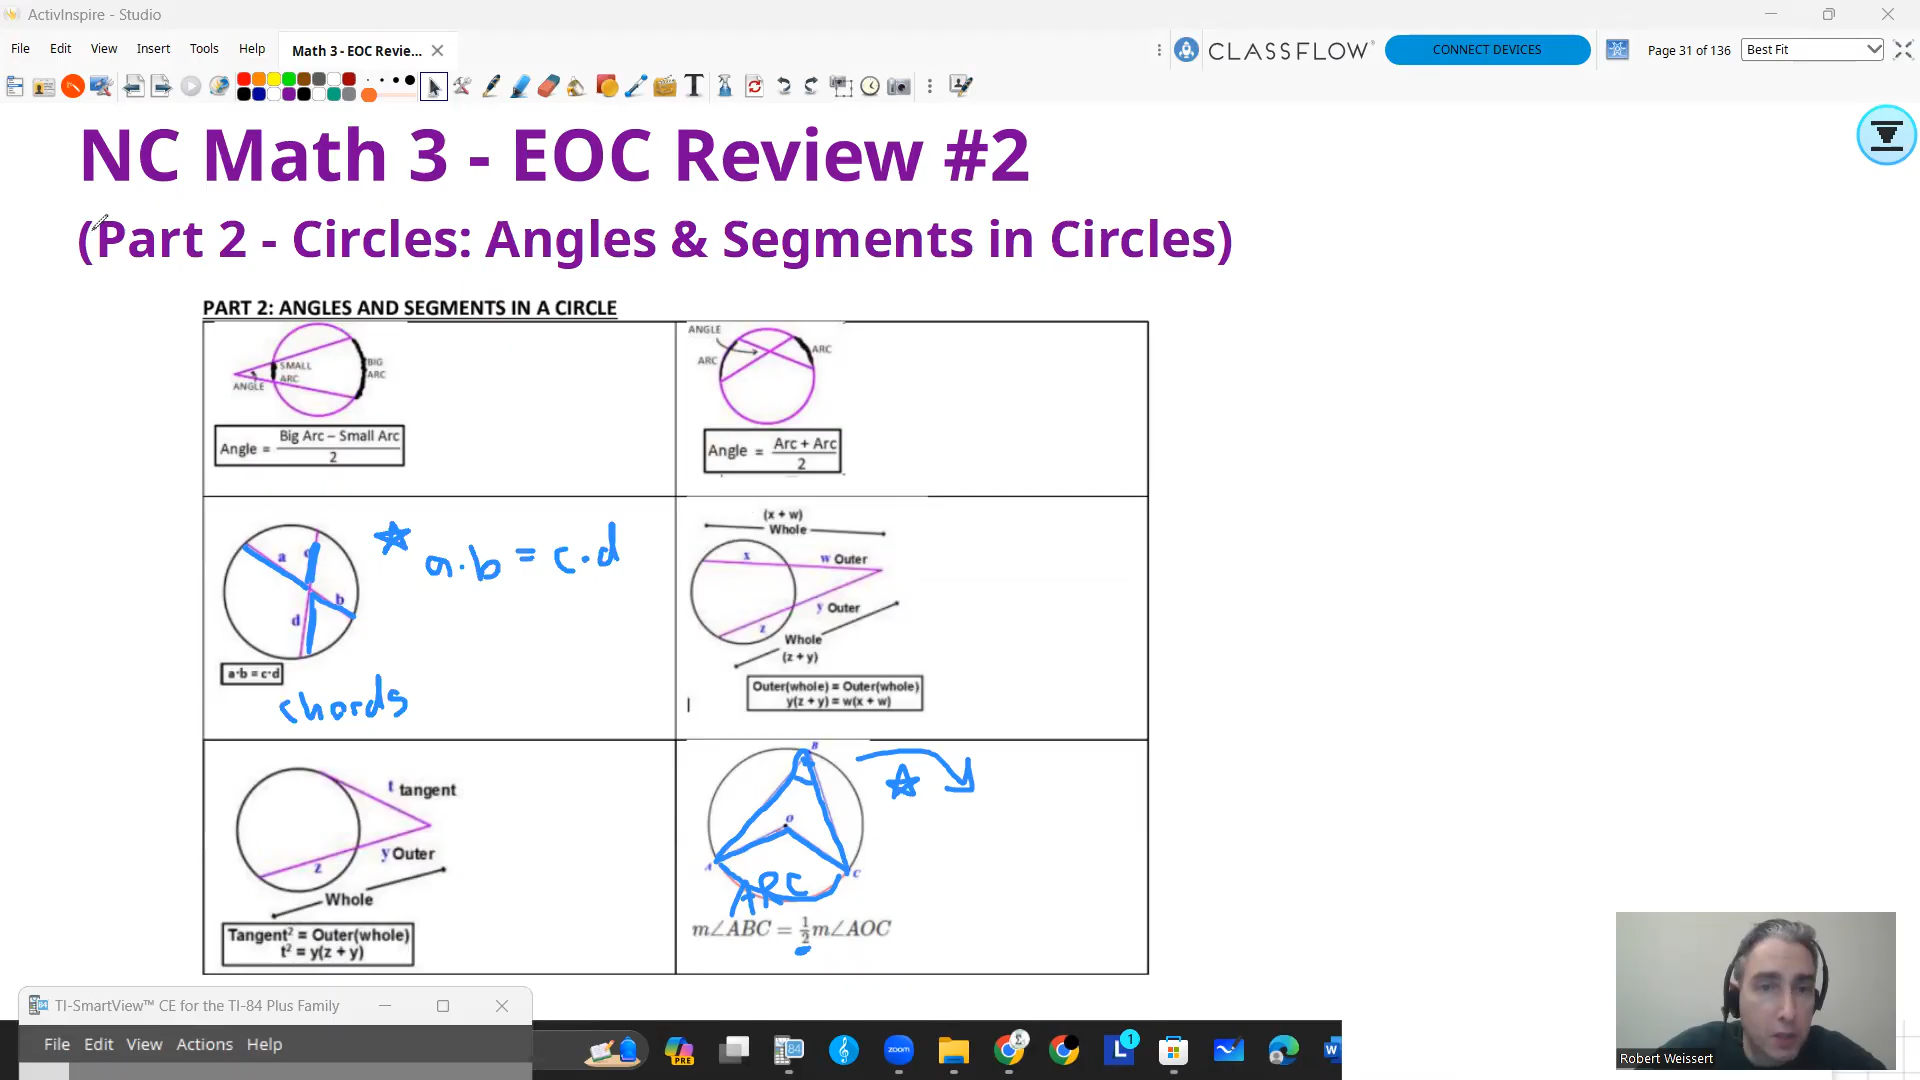 ActivInspire - Studio
File Edit View Insert Tools Help Math 3 - EOC Revie... CLASSFLOW CONNECT DEVICES Page 31 of 136 Best Fit
NC Math 3 - EOC Review #2
(Part 2 - Circles: Angles & Segments in Circles)
PART 2: ANGLES AND SEGMENTS IN A CIRCLE
SMALL ARC
BIG ARC
ANGLE
Angle = Big Arc – Small Arc / 2
ANGLE
ARC
ARC
Angle = Arc + Arc / 2
a
c
b
d
a·b = c·d
a·b = c·d
chords
(x + w)
Whole
x
w Outer
y Outer
z
Whole
(z + y)
Outer(whole) = Outer(whole)
y(z + y) = w(x + w)
t tangent
y Outer
z
Whole
Tangent² = Outer(whole)
t² = y(z + y)
B
O
A
C
ARC
m∠ABC = ½m∠AOC
TI-SmartView™ CE for the TI-84 Plus Family
File Edit View Actions Help
PRE
84
zoom
L
1
W
Robert Weissert